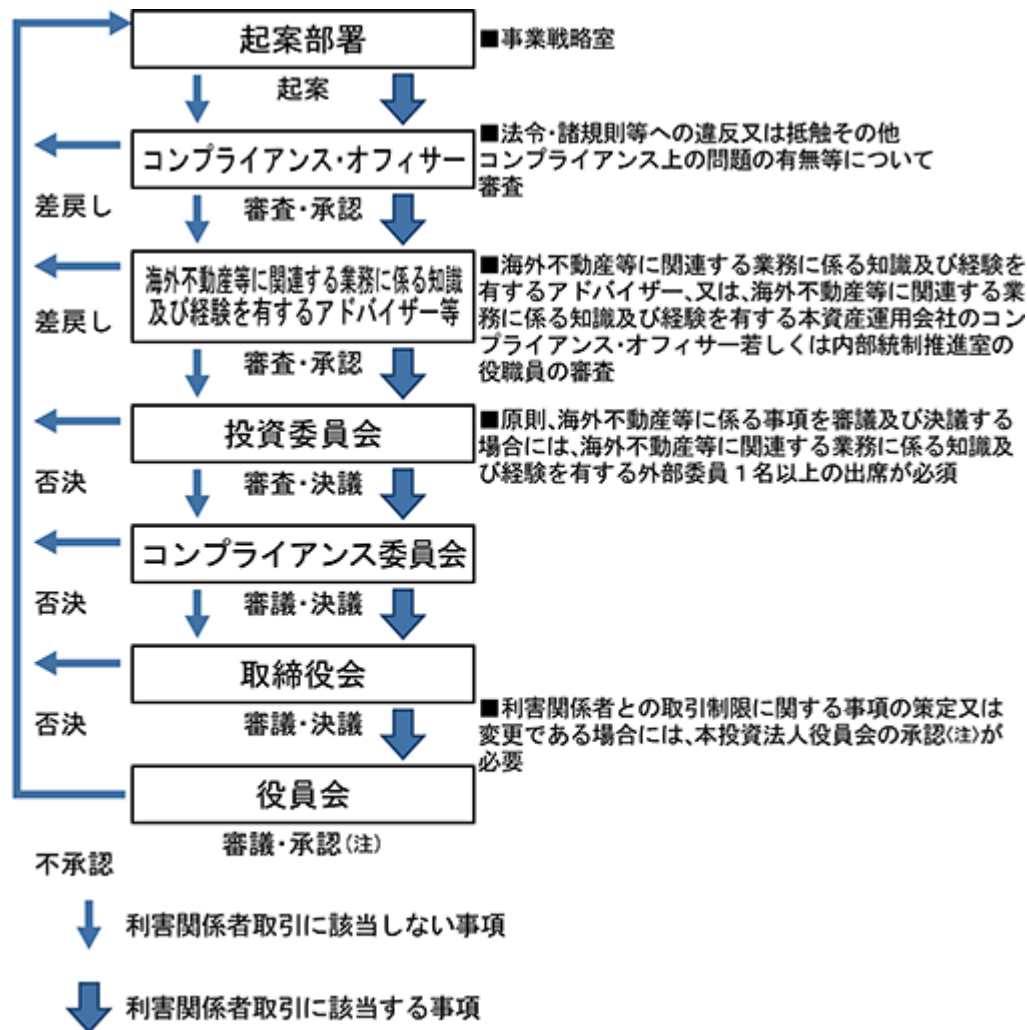 起案部署
■事業戦略室
起案
コンプライアンス・オフィサー
■法令・諸規則等への違反又は抵触その他
コンプライアンス上の問題の有無等について
審査
差戻し
審査・承認
海外不動産等に関連する業務に係る知識
及び経験を有するアドバイザー等
■海外不動産等に関連する業務に係る知識及び経験を
有するアドバイザー、又は、海外不動産等に関連する業
務に係る知識及び経験を有する本資産運用会社のコン
プライアンス・オフィサー若しくは内部統制推進室の
役職員の審査
差戻し
審査・承認
投資委員会
■原則、海外不動産等に係る事項を審議及び決議する
場合には、海外不動産等に関連する業務に係る知識及
び経験を有する外部委員1名以上の出席が必須
否決
審査・決議
コンプライアンス委員会
否決
審議・決議
取締役会
否決
審議・決議
■利害関係者との取引制限に関する事項の策定又は
変更である場合には、本投資法人役員会の承認(注)が
必要
役員会
審議・承認(注)
不承認
利害関係者取引に該当しない事項
利害関係者取引に該当する事項